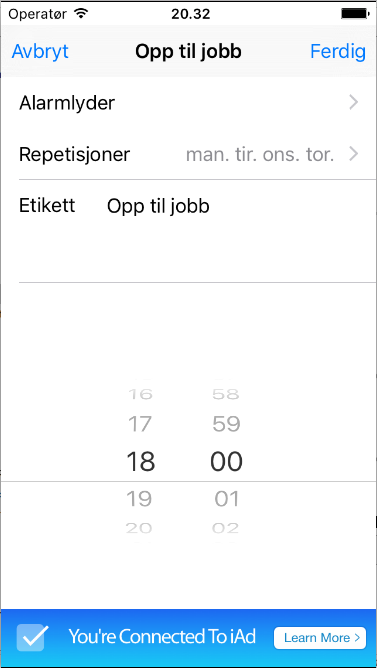 Operatør 20.32
Avbryt Opp til jobb Ferdig
Alarmlyder
Repetisjoner man. tir. ons. tor.
Etikett Opp til jobb
16 58
17 59
18 00
19 01
20 02
You're Connected To iAd Learn More